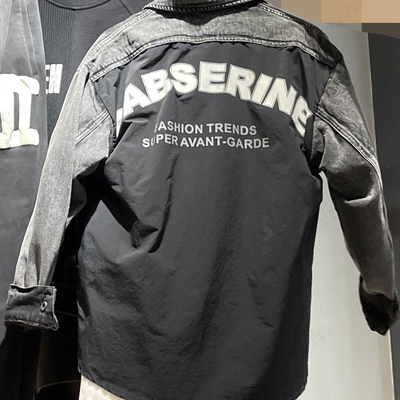 ABSERINE
FASHION TRENDS
SUPER AVANT-GARDE